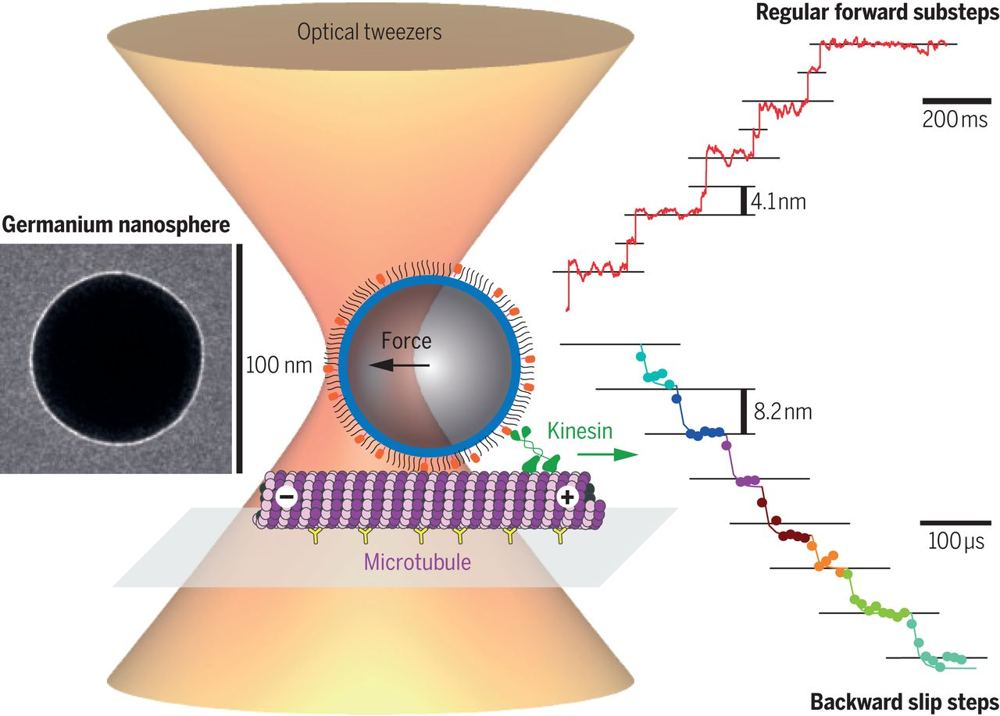 Regular forward substeps
Optical tweezers
200 ms
4.1 nm
Germanium nanosphere
100 nm
Force
Kinesin
8.2 nm
−
+
100 µs
Microtubule
Backward slip steps